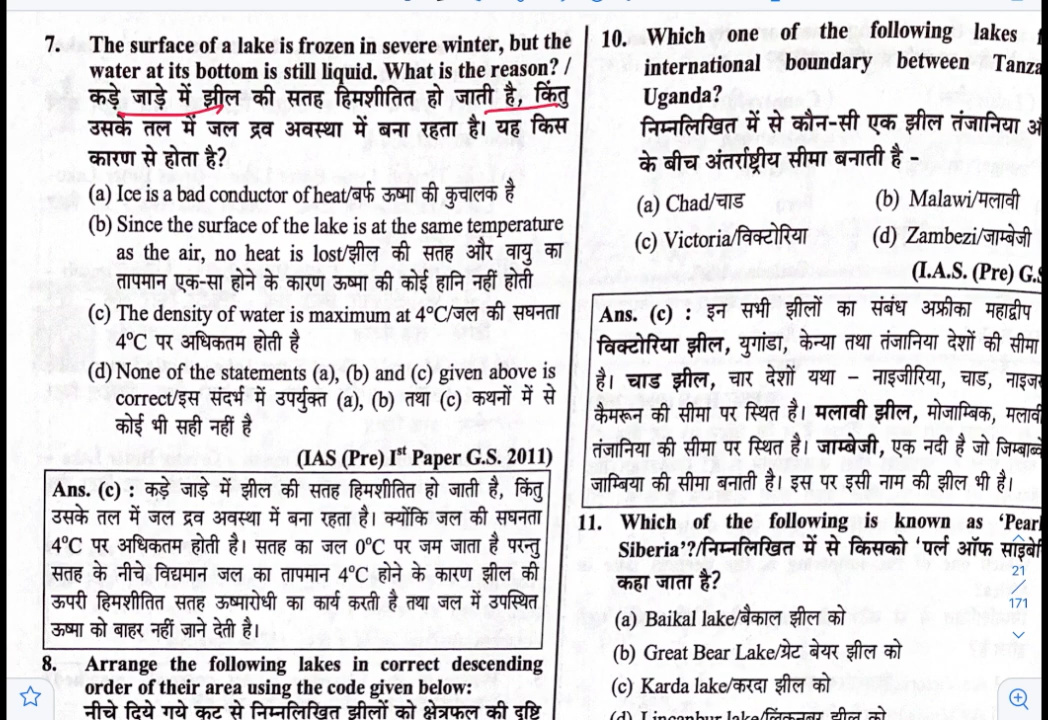 7. The surface of a lake is frozen in severe winter, but the
water at its bottom is still liquid. What is the reason? /
कड़े जाड़े में झील की सतह हिमशीतित हो जाती है, किंतु
उसके तल में जल द्रव अवस्था में बना रहता है। यह किस
कारण से होता है?
(a) Ice is a bad conductor of heat/बर्फ ऊष्मा की कुचालक है
(b) Since the surface of the lake is at the same temperature
as the air, no heat is lost/झील की सतह और वायु का
तापमान एक-सा होने के कारण ऊष्मा की कोई हानि नहीं होती
(c) The density of water is maximum at 4°C/जल की सघनता
4°C पर अधिकतम होती है
(d) None of the statements (a), (b) and (c) given above is
correct/इस संदर्भ में उपर्युक्त (a), (b) तथा (c) कथनों में से
कोई भी सही नहीं है
(IAS (Pre) Ist Paper G.S. 2011)
Ans. (c) : कड़े जाड़े में झील की सतह हिमशीतित हो जाती है, किंतु
उसके तल में जल द्रव अवस्था में बना रहता है। क्योंकि जल की सघनता
4°C पर अधिकतम होती है। सतह का जल 0°C पर जम जाता है परन्तु
सतह के नीचे विद्यमान जल का तापमान 4°C होने के कारण झील की
ऊपरी हिमशीतित सतह ऊष्मारोधी का कार्य करती है तथा जल में उपस्थित
ऊष्मा को बाहर नहीं जाने देती है।
8. Arrange the following lakes in correct descending
order of their area using the code given below:
नीचे दिये गये कूट से निम्नलिखित झीलों को क्षेत्रफल की दृष्टि
10. Which one of the following lakes
international boundary between Tanza
Uganda?
निम्नलिखित में से कौन-सी एक झील तंजानिया औ
के बीच अंतर्राष्ट्रीय सीमा बनाती है -
(a) Chad/चाड (b) Malawi/मलावी
(c) Victoria/विक्टोरिया (d) Zambezi/जाम्बेजी
(I.A.S. (Pre) G.S
Ans. (c) : इन सभी झीलों का संबंध अफ्रीका महाद्वीप
विक्टोरिया झील, युगांडा, केन्या तथा तंजानिया देशों की सीमा
है। चाड झील, चार देशों यथा - नाइजीरिया, चाड, नाइजर
कैमरून की सीमा पर स्थित है। मलावी झील, मोजाम्बिक, मलावी
तंजानिया की सीमा पर स्थित है। जाम्बेजी, एक नदी है जो जिम्बाब्वे
जाम्बिया की सीमा बनाती है। इस पर इसी नाम की झील भी है।
11. Which of the following is known as ‘Pearl
Siberia’?/निम्नलिखित में से किसको ‘पर्ल ऑफ साइबे
कहा जाता है?
(a) Baikal lake/बैकाल झील को
(b) Great Bear Lake/ग्रेट बेयर झील को
(c) Karda lake/करदा झील को
21
171